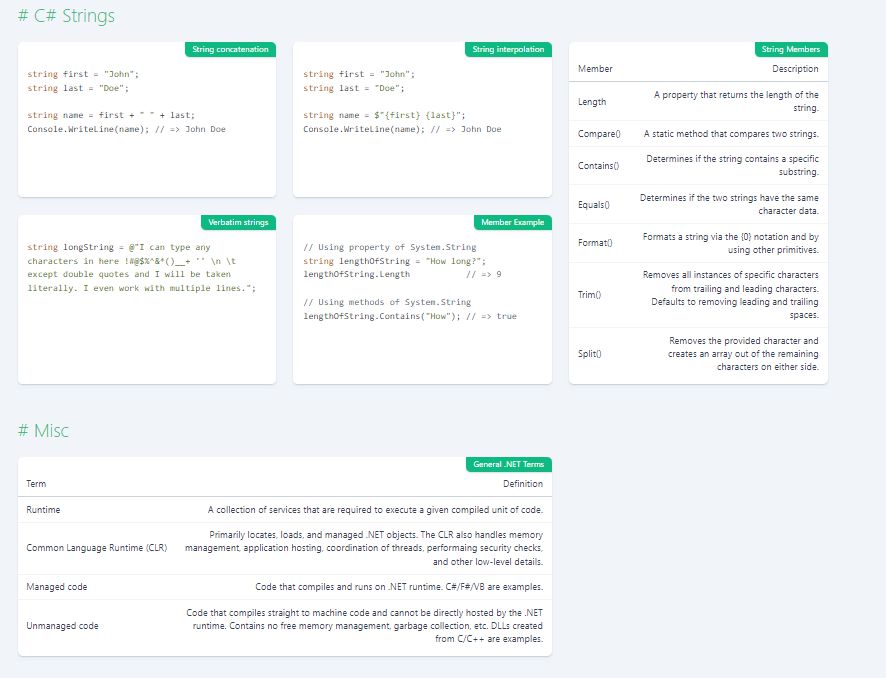 # C# Strings
String concatenation
string first = "John";
string last = "Doe";
string name = first + " " + last;
Console.WriteLine(name); // => John Doe
String interpolation
string first = "John";
string last = "Doe";
string name = $"{first} {last}";
Console.WriteLine(name); // => John Doe
String Members
Member Description
Length A property that returns the length of the
string.
Compare() A static method that compares two strings.
Contains() Determines if the string contains a specific
substring.
Equals() Determines if the two strings have the same
character data.
Format() Formats a string via the {0} notation and by
using other primitives.
Trim() Removes all instances of specific characters
from trailing and leading characters.
Defaults to removing leading and trailing
spaces.
Split() Removes the provided character and
creates an array out of the remaining
characters on either side.
Verbatim strings
string longString = @"I can type any
characters in here !#@$%^&*()__+ '' \n \t
except double quotes and I will be taken
literally. I even work with multiple lines.";
Member Example
// Using property of System.String
string lengthOfString = "How long?";
lengthOfString.Length // => 9
// Using methods of System.String
lengthOfString.Contains("How"); // => true
# Misc
General .NET Terms
Term Definition
Runtime A collection of services that are required to execute a given compiled unit of code.
Common Language Runtime (CLR) Primarily locates, loads, and managed .NET objects. The CLR also handles memory
management, application hosting, coordination of threads, performaing security checks,
and other low-level details.
Managed code Code that compiles and runs on .NET runtime. C#/F#/VB are examples.
Unmanaged code Code that compiles straight to machine code and cannot be directly hosted by the .NET
runtime. Contains no free memory management, garbage collection, etc. DLLs created
from C/C++ are examples.